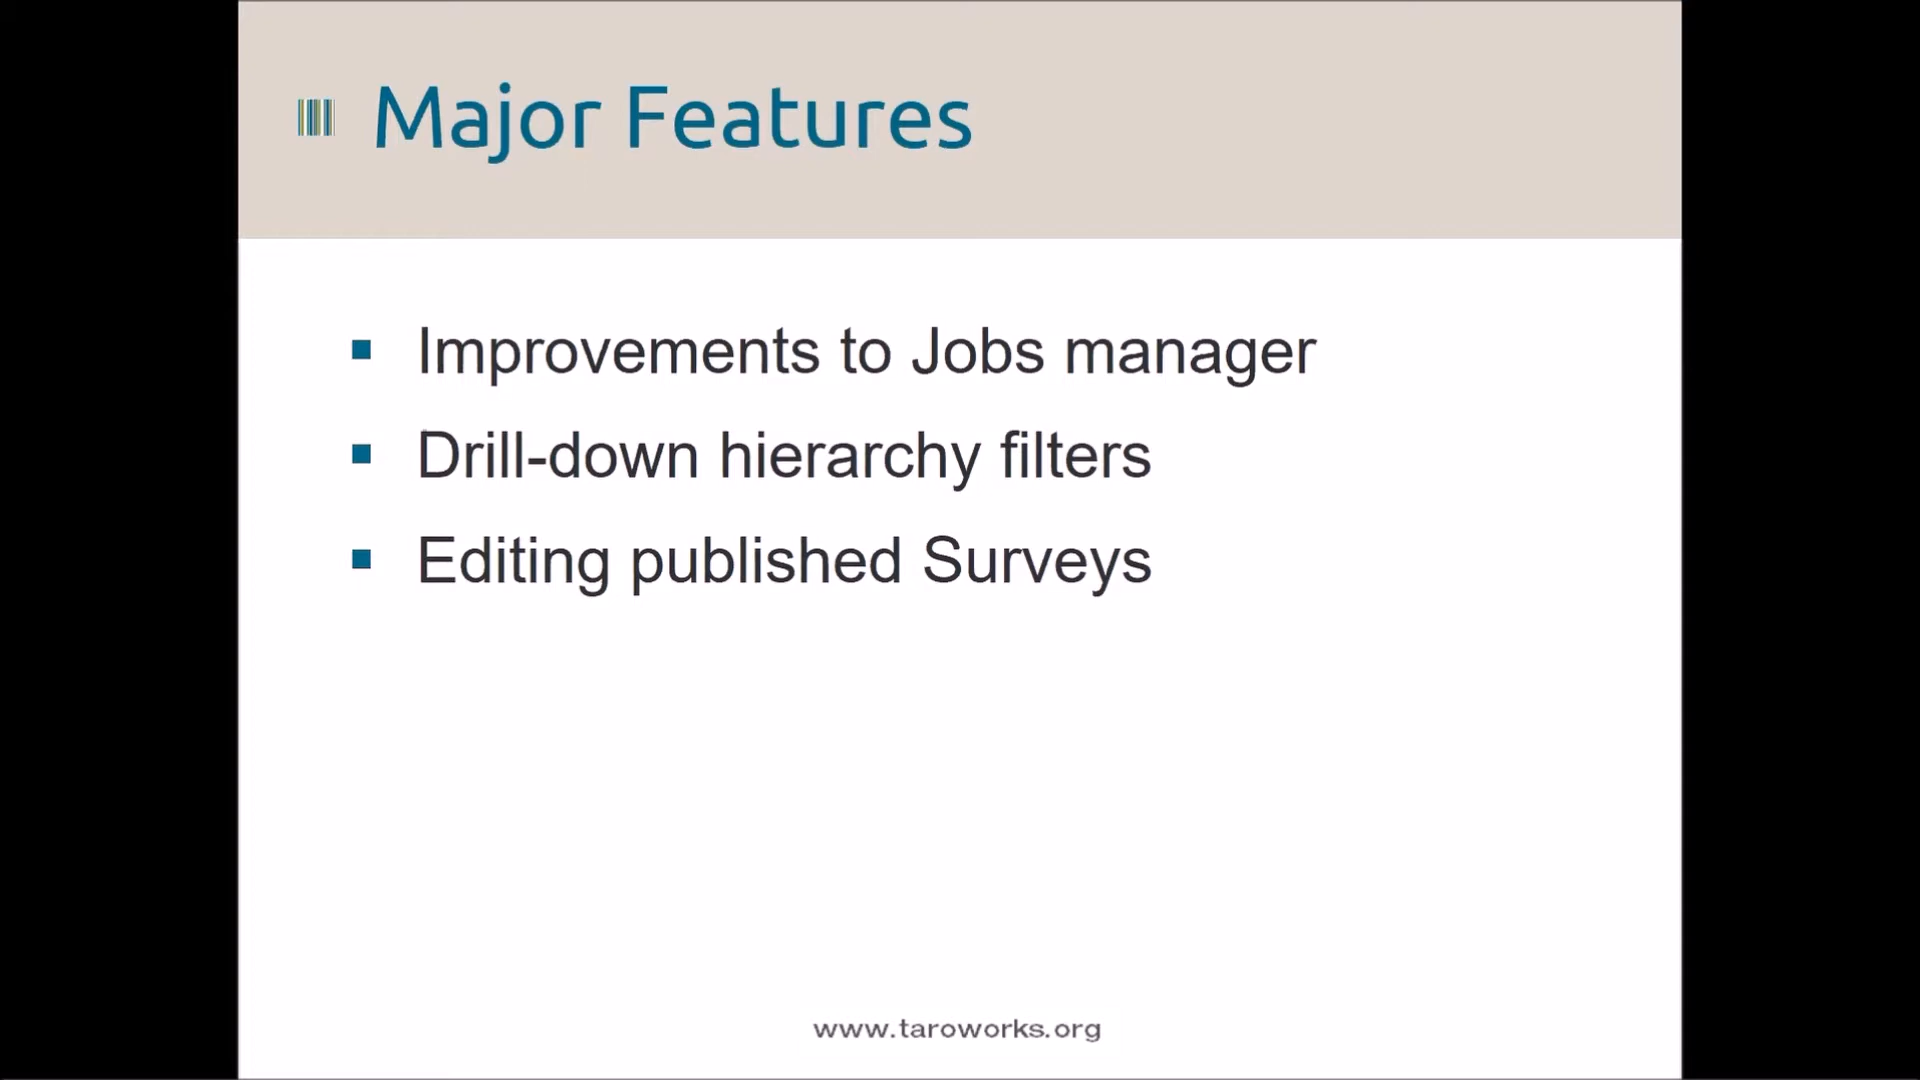 Major Features
Improvements to Jobs manager
Drill-down hierarchy filters
Editing published Surveys
www.taroworks.org